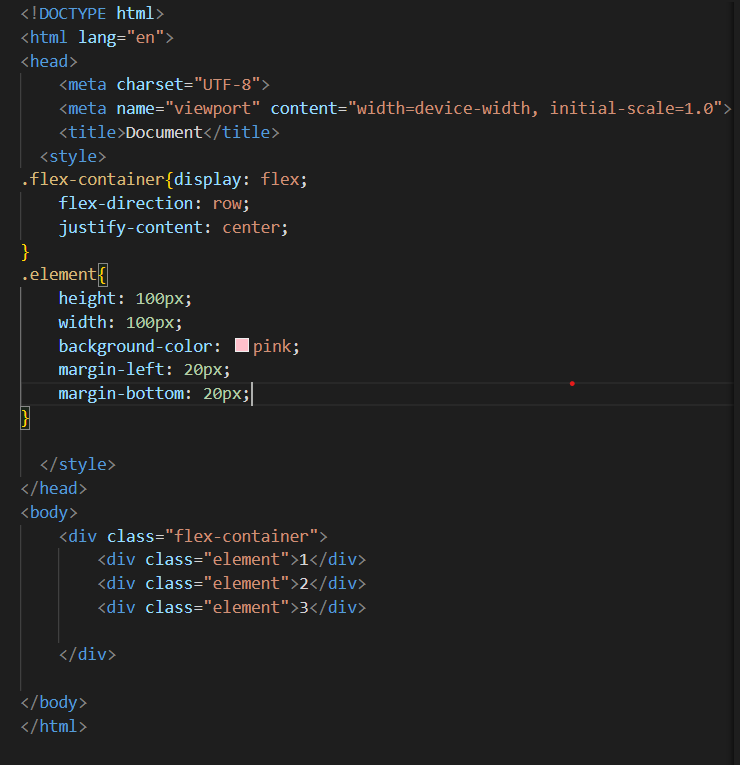 <!DOCTYPE html>
<html lang="en">
<head>
    <meta charset="UTF-8">
    <meta name="viewport" content="width=device-width, initial-scale=1.0">
    <title>Document</title>
  <style>
.flex-container{display: flex;
    flex-direction: row;
    justify-content: center;
}
.element{
    height: 100px;
    width: 100px;
    background-color: pink;
    margin-left: 20px;
    margin-bottom: 20px;
}
  </style>
</head>
<body>
    <div class="flex-container">
        <div class="element">1</div>
        <div class="element">2</div>
        <div class="element">3</div>
    </div>
</body>
</html>